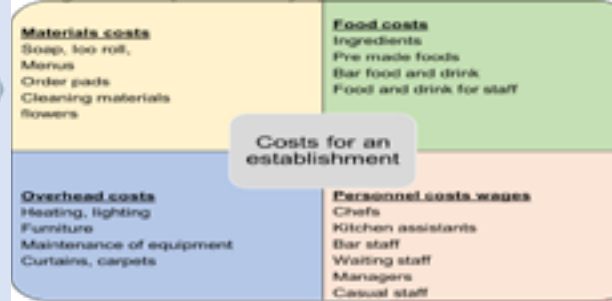 Materials costs
Soap, loo roll,
Menus
Order pads
Cleaning materials
flowers
Food costs
Ingredients
Pre made foods
Bar food and drink
Food and drink for staff
Costs for an
establishment
Overhead costs
Heating, lighting
Furniture
Maintenance of equipment
Curtains, carpets
Personnel costs wages
Chefs
Kitchen assistants
Bar staff
Waiting staff
Managers
Casual staff